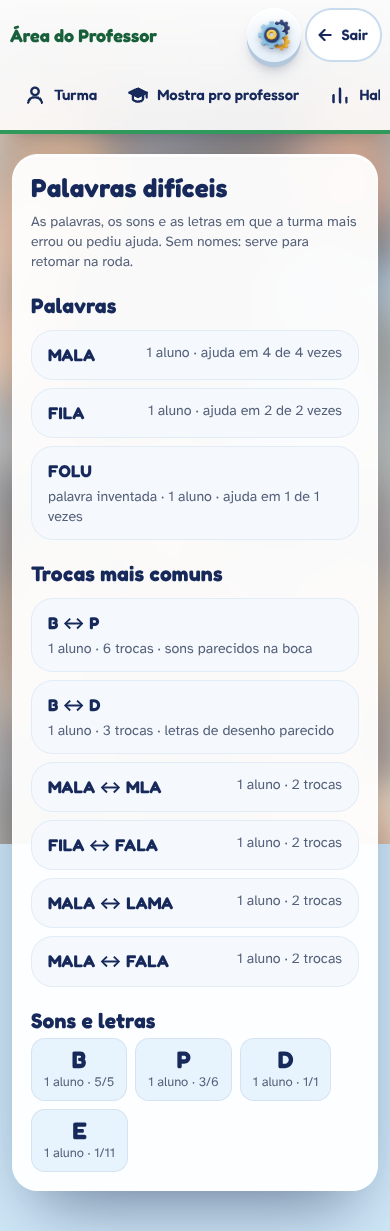 Área do Professor
Sair
Turma
Mostra pro professor
Hal
Palavras difíceis
As palavras, os sons e as letras em que a turma mais
errou ou pediu ajuda. Sem nomes: serve para
retomar na roda.
Palavras
MALA 1 aluno · ajuda em 4 de 4 vezes
FILA 1 aluno · ajuda em 2 de 2 vezes
FOLU
palavra inventada · 1 aluno · ajuda em 1 de 1
vezes
Trocas mais comuns
B ↔ P
1 aluno · 6 trocas · sons parecidos na boca
B ↔ D
1 aluno · 3 trocas · letras de desenho parecido
MALA ↔ MLA 1 aluno · 2 trocas
FILA ↔ FALA 1 aluno · 2 trocas
MALA ↔ LAMA 1 aluno · 2 trocas
MALA ↔ FALA 1 aluno · 2 trocas
Sons e letras
B
1 aluno · 5/5
P
1 aluno · 3/6
D
1 aluno · 1/1
E
1 aluno · 1/11